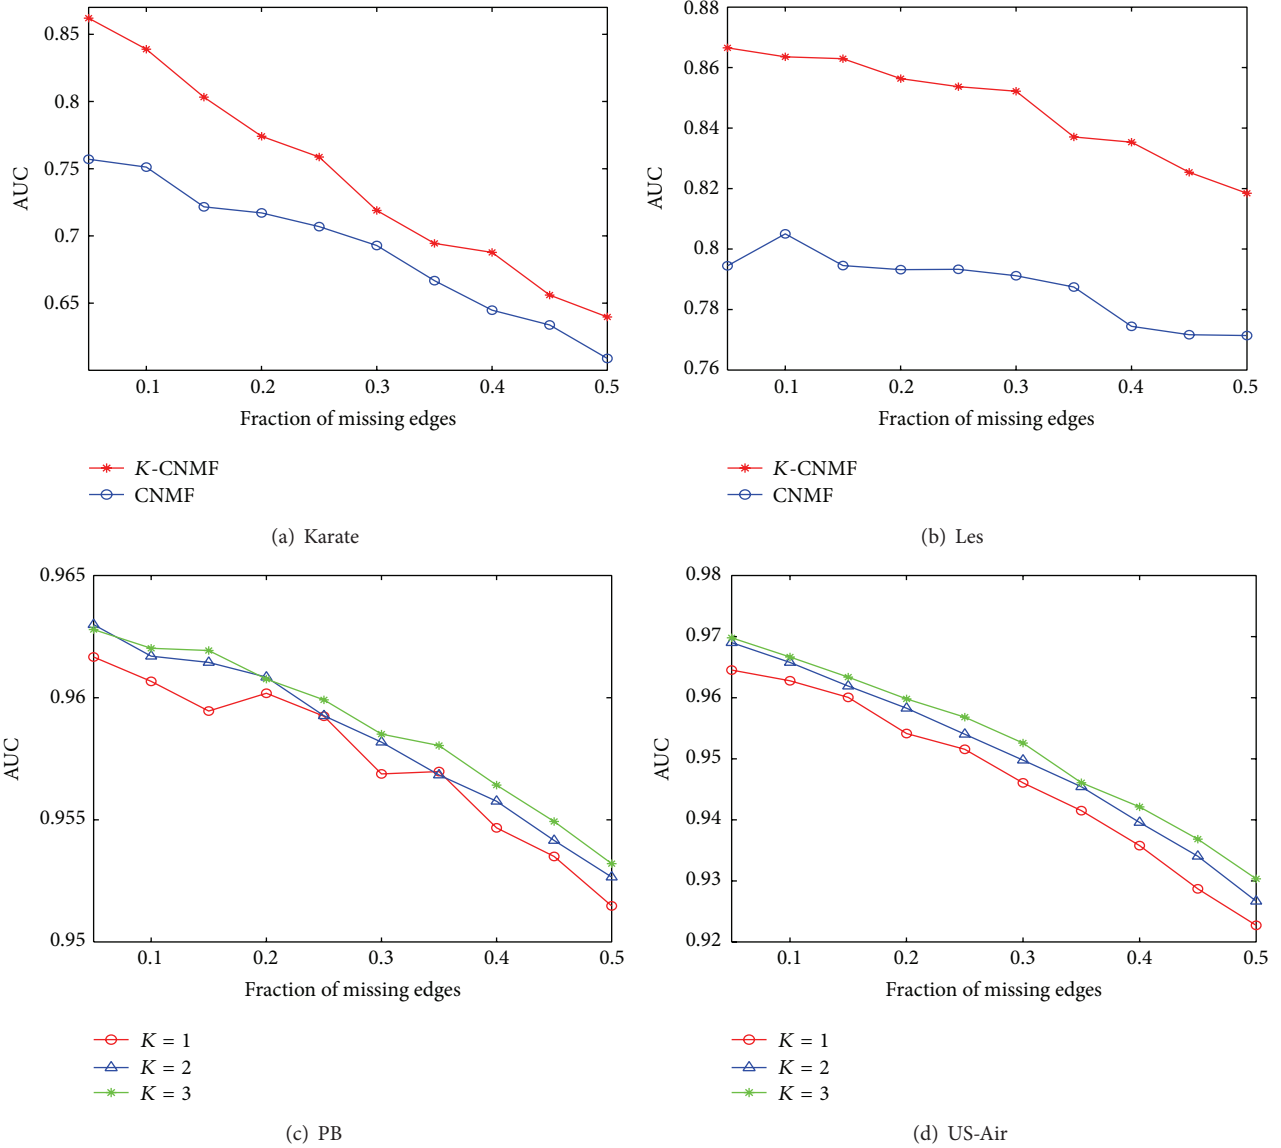 0.85
0.8
0.75
0.7
0.65
AUC
0.1 0.2 0.3 0.4 0.5
Fraction of missing edges
K-CNMF
CNMF
(a) Karate
0.88
0.86
0.84
0.82
0.8
0.78
0.76
AUC
0.1 0.2 0.3 0.4 0.5
Fraction of missing edges
K-CNMF
CNMF
(b) Les
0.965
0.96
0.955
0.95
AUC
0.1 0.2 0.3 0.4 0.5
Fraction of missing edges
K = 1
K = 2
K = 3
(c) PB
0.98
0.97
0.96
0.95
0.94
0.93
0.92
AUC
0.1 0.2 0.3 0.4 0.5
Fraction of missing edges
K = 1
K = 2
K = 3
(d) US-Air